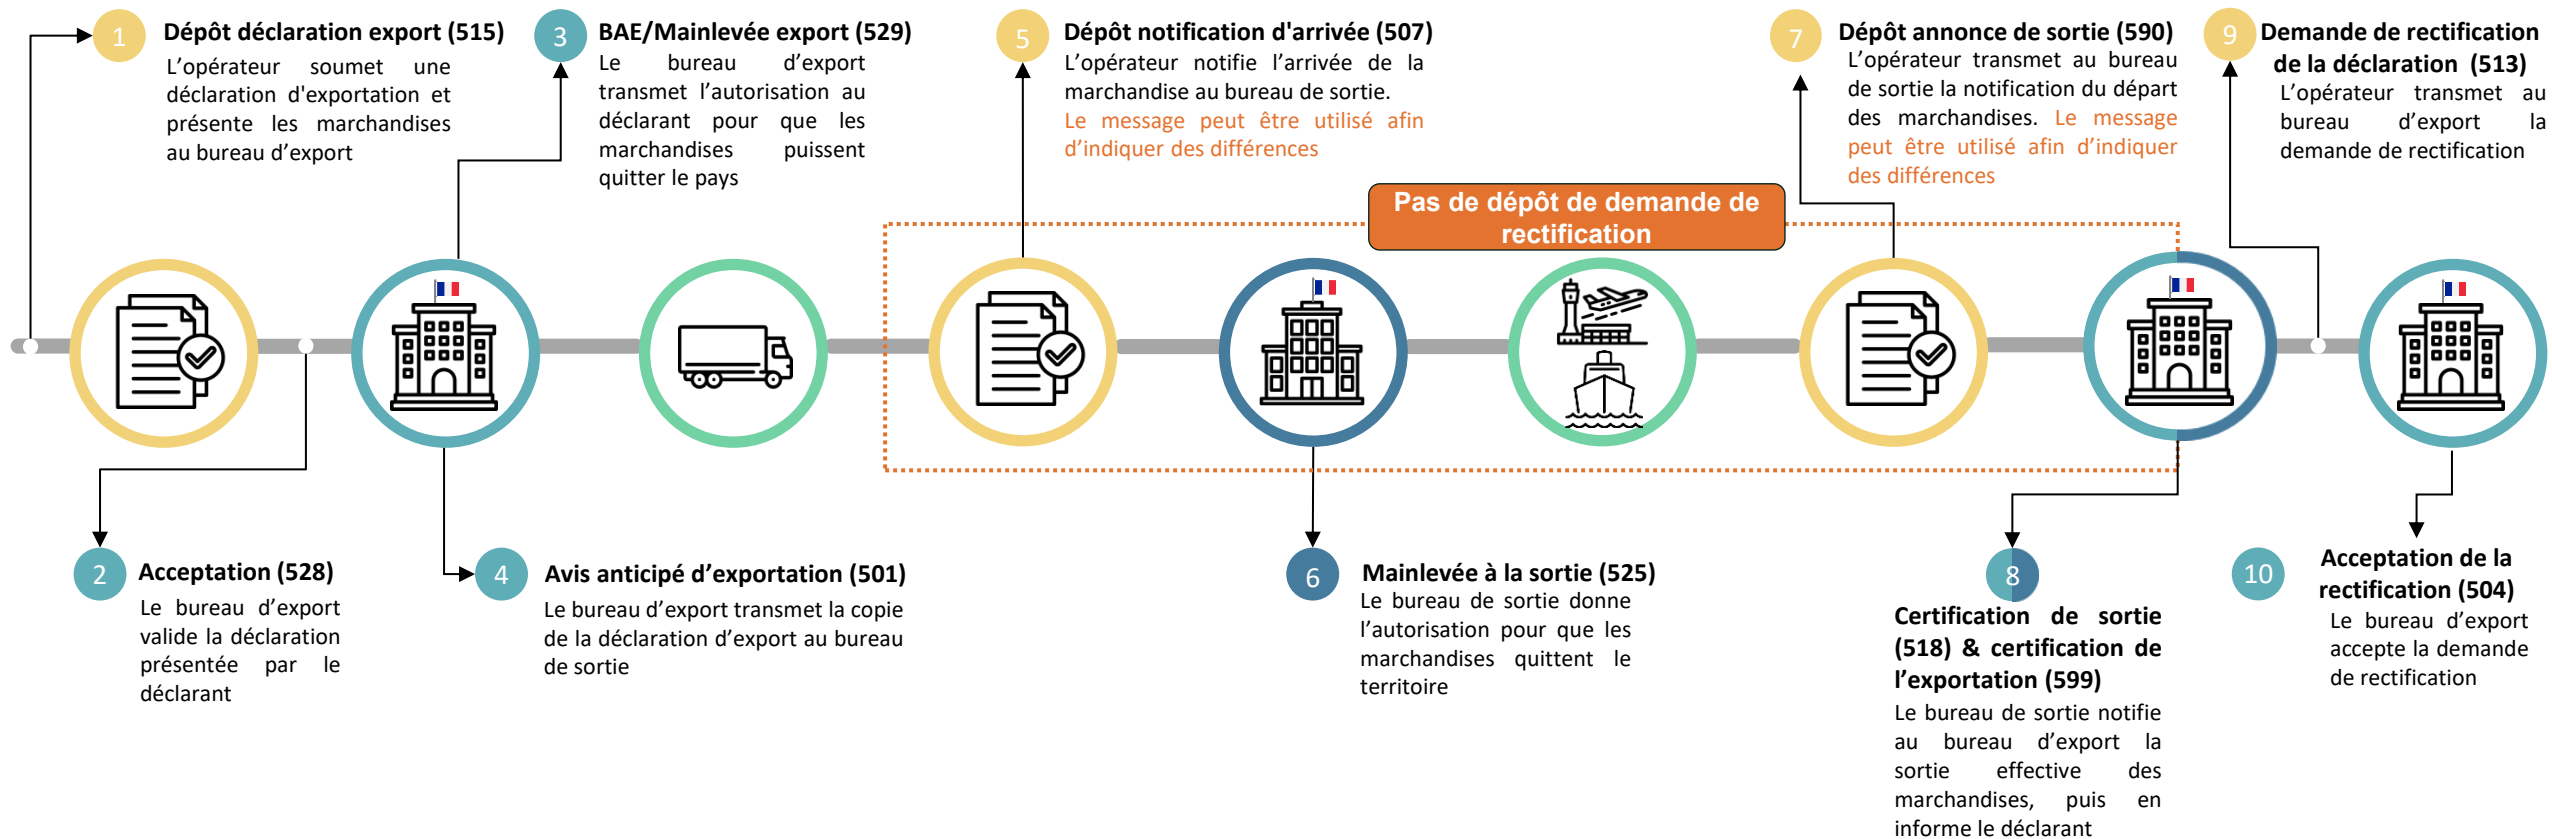 1
Dépôt déclaration export (515)
L'opérateur soumet une
déclaration d'exportation et
présente les marchandises
au bureau d'export
3
BAE/Mainlevée export (529)
Le bureau d'export
transmet l'autorisation au
déclarant pour que les
marchandises puissent
quitter le pays
5
Dépôt notification d'arrivée (507)
L'opérateur notifie l'arrivée de la
marchandise au bureau de sortie.
Le message peut être utilisé afin
d'indiquer des différences
7
Dépôt annonce de sortie (590)
L'opérateur transmet au bureau
de sortie la notification du départ
des marchandises. Le message
peut être utilisé afin d'indiquer
des différences
9
Demande de rectification
de la déclaration (513)
L'opérateur transmet au
bureau d'export la
demande de rectification
Pas de dépôt de demande de
rectification
2
Acceptation (528)
Le bureau d'export
valide la déclaration
présentée par le
déclarant
4
Avis anticipé d'exportation (501)
Le bureau d'export transmet la copie
de la déclaration d'export au bureau
de sortie
6
Mainlevée à la sortie (525)
Le bureau de sortie donne
l'autorisation pour que les
marchandises quittent le
territoire
8
Certification de sortie
(518) & certification de
l'exportation (599)
Le bureau de sortie notifie
au bureau d'export la
sortie effective des
marchandises, puis en
informe le déclarant
10
Acceptation de la
rectification (504)
Le bureau d'export
accepte la demande
de rectification